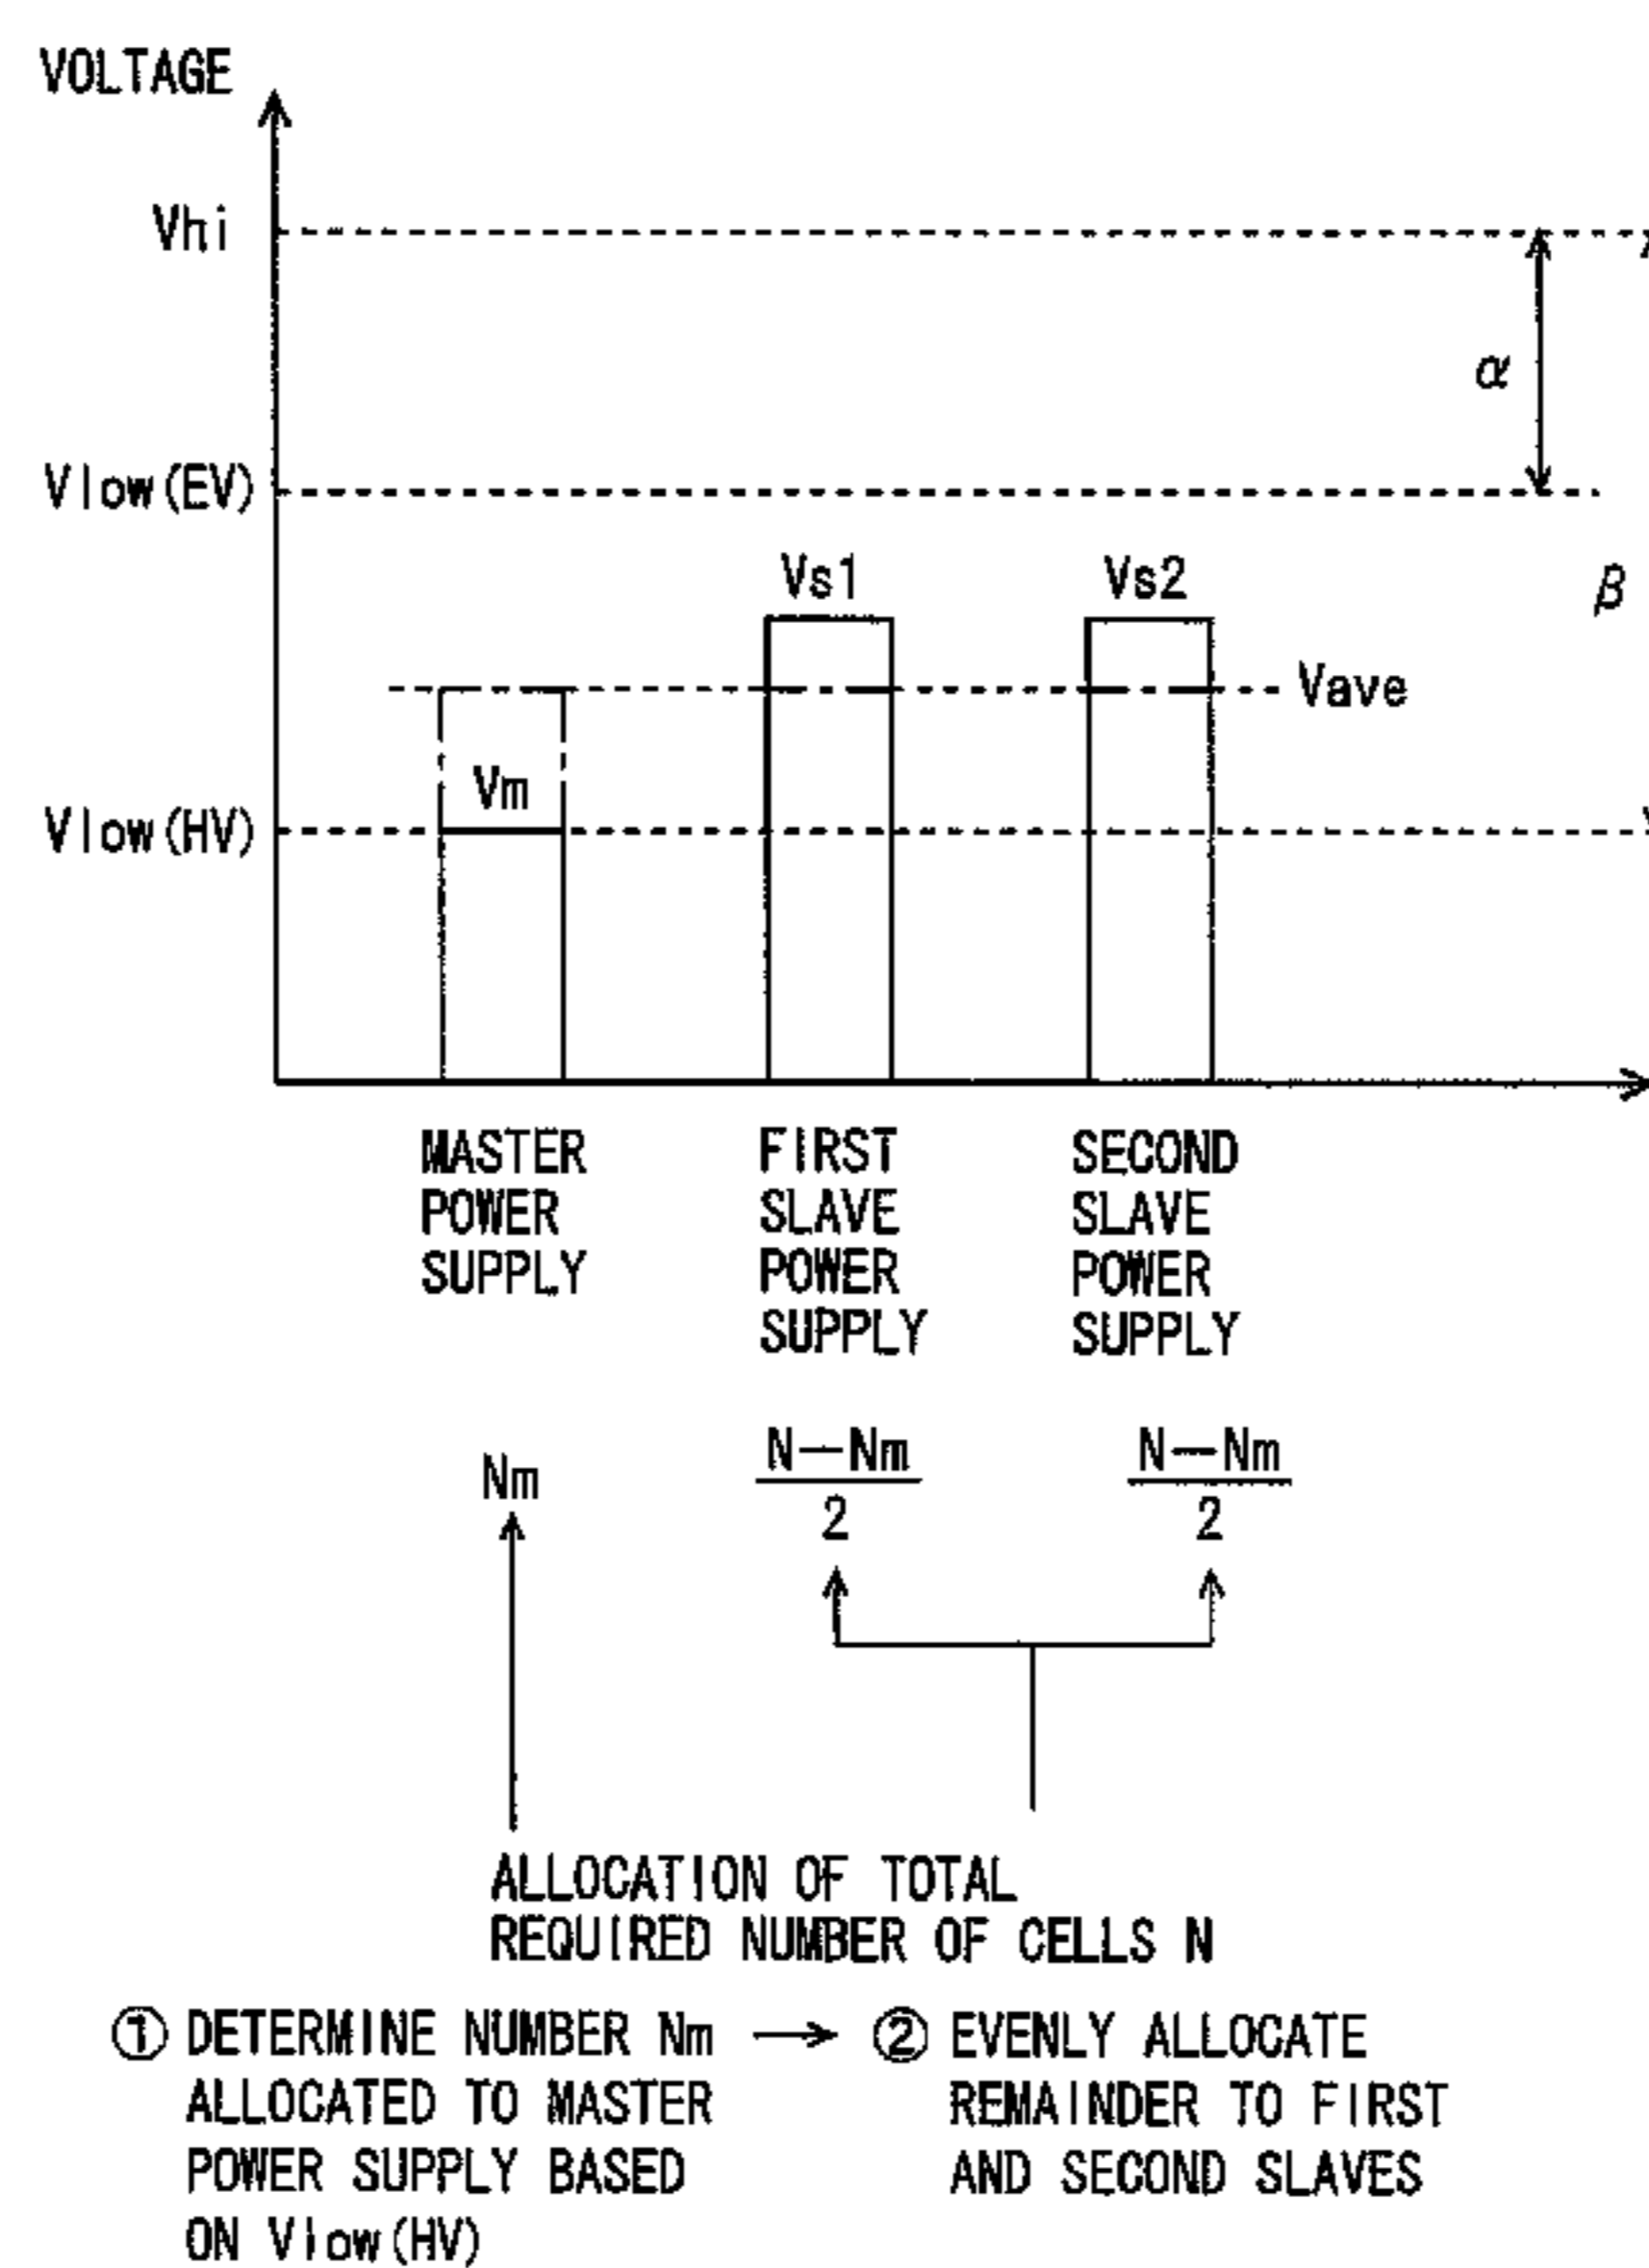 VOLTAGE
Vhi
α
Vlow(EV)
Vs1
Vs2
β
Vave
Vm
Vlow(HV)
MASTER
POWER
SUPPLY
FIRST
SLAVE
POWER
SUPPLY
SECOND
SLAVE
POWER
SUPPLY
Nm
N-Nm
2
N-Nm
2
ALLOCATION OF TOTAL
REQUIRED NUMBER OF CELLS N
① DETERMINE NUMBER Nm
ALLOCATED TO MASTER
POWER SUPPLY BASED
ON Vlow(HV)
→ ② EVENLY ALLOCATE
REMAINDER TO FIRST
AND SECOND SLAVES